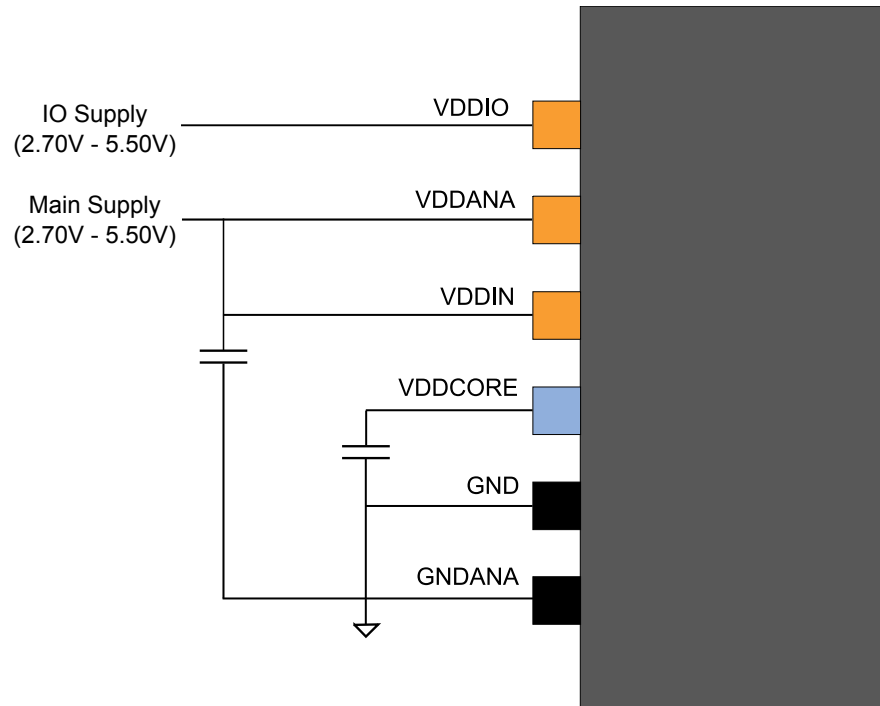 VDDIO
IO Supply
(2.70V - 5.50V)
VDDANA
Main Supply
(2.70V - 5.50V)
VDDIN
VDDCORE
GND
GNDANA